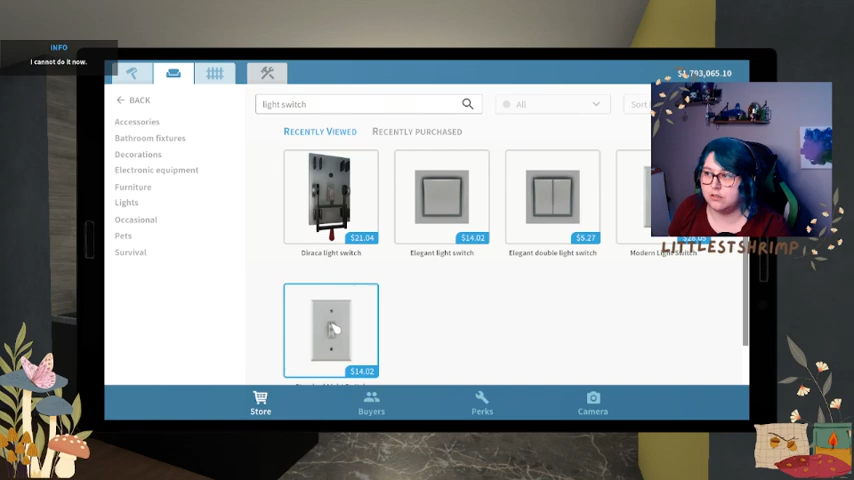 INFO
I cannot do it now.
$1,793,065.10
BACK
light switch
All
Sort
RECENTLY VIEWED
RECENTLY PURCHASED
Accessories
Bathroom fixtures
Decorations
Electronic equipment
Furniture
Lights
Occasional
Pets
Survival
$21.04
$14.02
$5.27
Diraca light switch
Elegant light switch
Elegant double light switch
Modern Light Switch
LITTLESTSHRIMP
$14.02
Store
Buyers
Perks
Camera